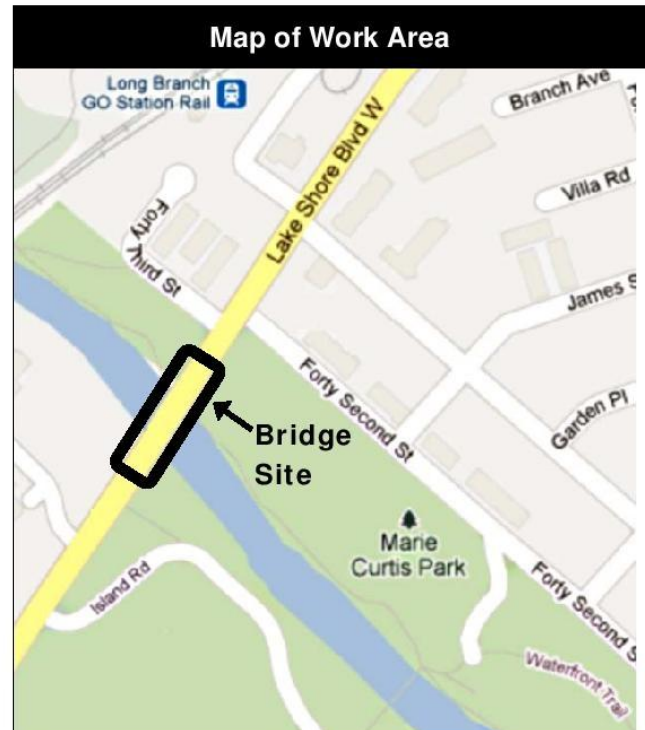 Map of Work Area
Long Branch
GO Station Rail
Branch Ave
Lake Shore Blvd W
Villa Rd
Forty
Third St
James S
Forty Second St
Garden Pl
Bridge
Site
Marie
Curtis Park
Island Rd
Forty Second S
Waterfront
Trail